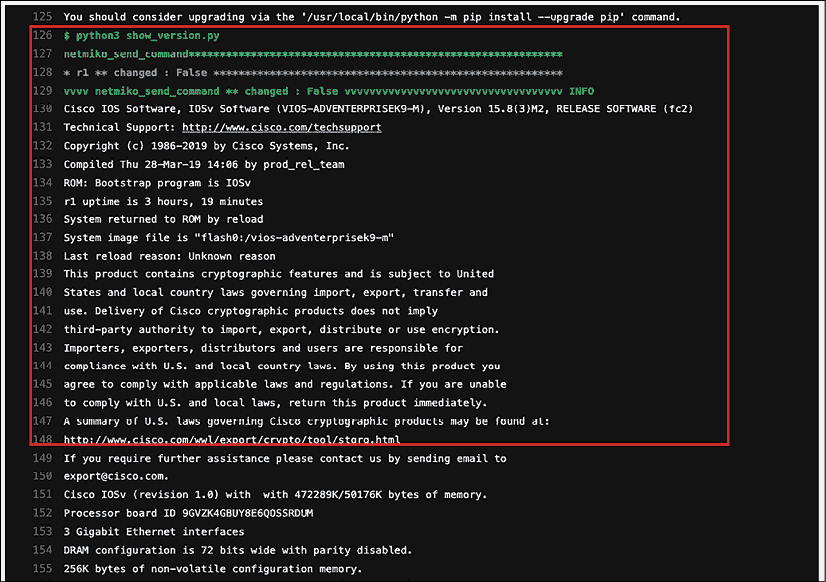 125 You should consider upgrading via the '/usr/local/bin/python -m pip install --upgrade pip' command.
126 $ python3 show_version.py
127 netmiko_send_command*************************************************************
128 * r1 ** changed : False *********************************************************
129 vvvv netmiko_send_command ** changed : False vvvvvvvvvvvvvvvvvvvvvvvvvvvvvvvvvvvv INFO
130 Cisco IOS Software, IOSv Software (VIOS-ADVENTERPRISEK9-M), Version 15.8(3)M2, RELEASE SOFTWARE (fc2)
131 Technical Support: http://www.cisco.com/techsupport
132 Copyright (c) 1986-2019 by Cisco Systems, Inc.
133 Compiled Thu 28-Mar-19 14:06 by prod_rel_team
134 ROM: Bootstrap program is IOSv
135 r1 uptime is 3 hours, 19 minutes
136 System returned to ROM by reload
137 System image file is "flash0:/vios-adventerprisek9-m"
138 Last reload reason: Unknown reason
139 This product contains cryptographic features and is subject to United
140 States and local country laws governing import, export, transfer and
141 use. Delivery of Cisco cryptographic products does not imply
142 third-party authority to import, export, distribute or use encryption.
143 Importers, exporters, distributors and users are responsible for
144 compliance with U.S. and local country laws. By using this product you
145 agree to comply with applicable laws and regulations. If you are unable
146 to comply with U.S. and local laws, return this product immediately.
147 A summary of U.S. laws governing Cisco cryptographic products may be found at:
148 http://www.cisco.com/wwl/export/crypto/tool/stqrg.html
149 If you require further assistance please contact us by sending email to
150 export@cisco.com.
151 Cisco IOSv (revision 1.0) with  with 472289K/50176K bytes of memory.
152 Processor board ID 9GVZK4GBUY8E6QOSSRDUM
153 3 Gigabit Ethernet interfaces
154 DRAM configuration is 72 bits wide with parity disabled.
155 256K bytes of non-volatile configuration memory.